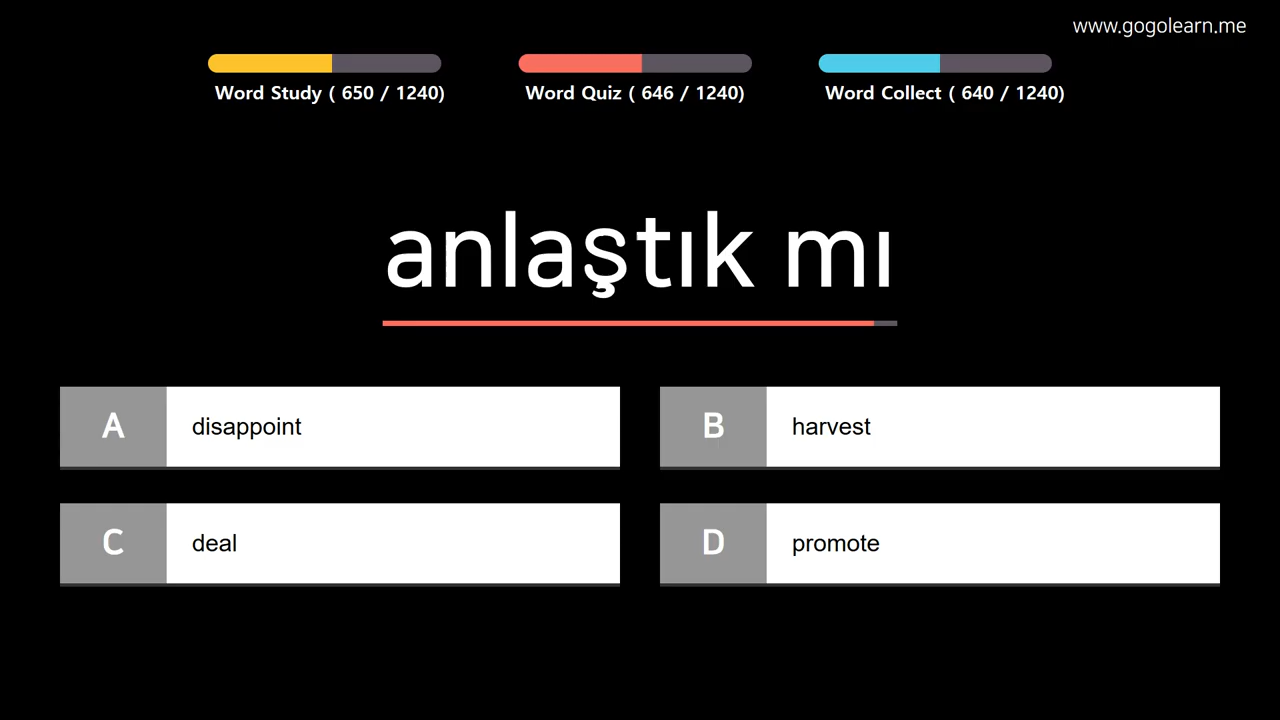 www.gogolearn.me
Word Study ( 650 / 1240)
Word Quiz ( 646 / 1240)
Word Collect ( 640 / 1240)
anlaştık mı
A disappoint
B harvest
C deal
D promote